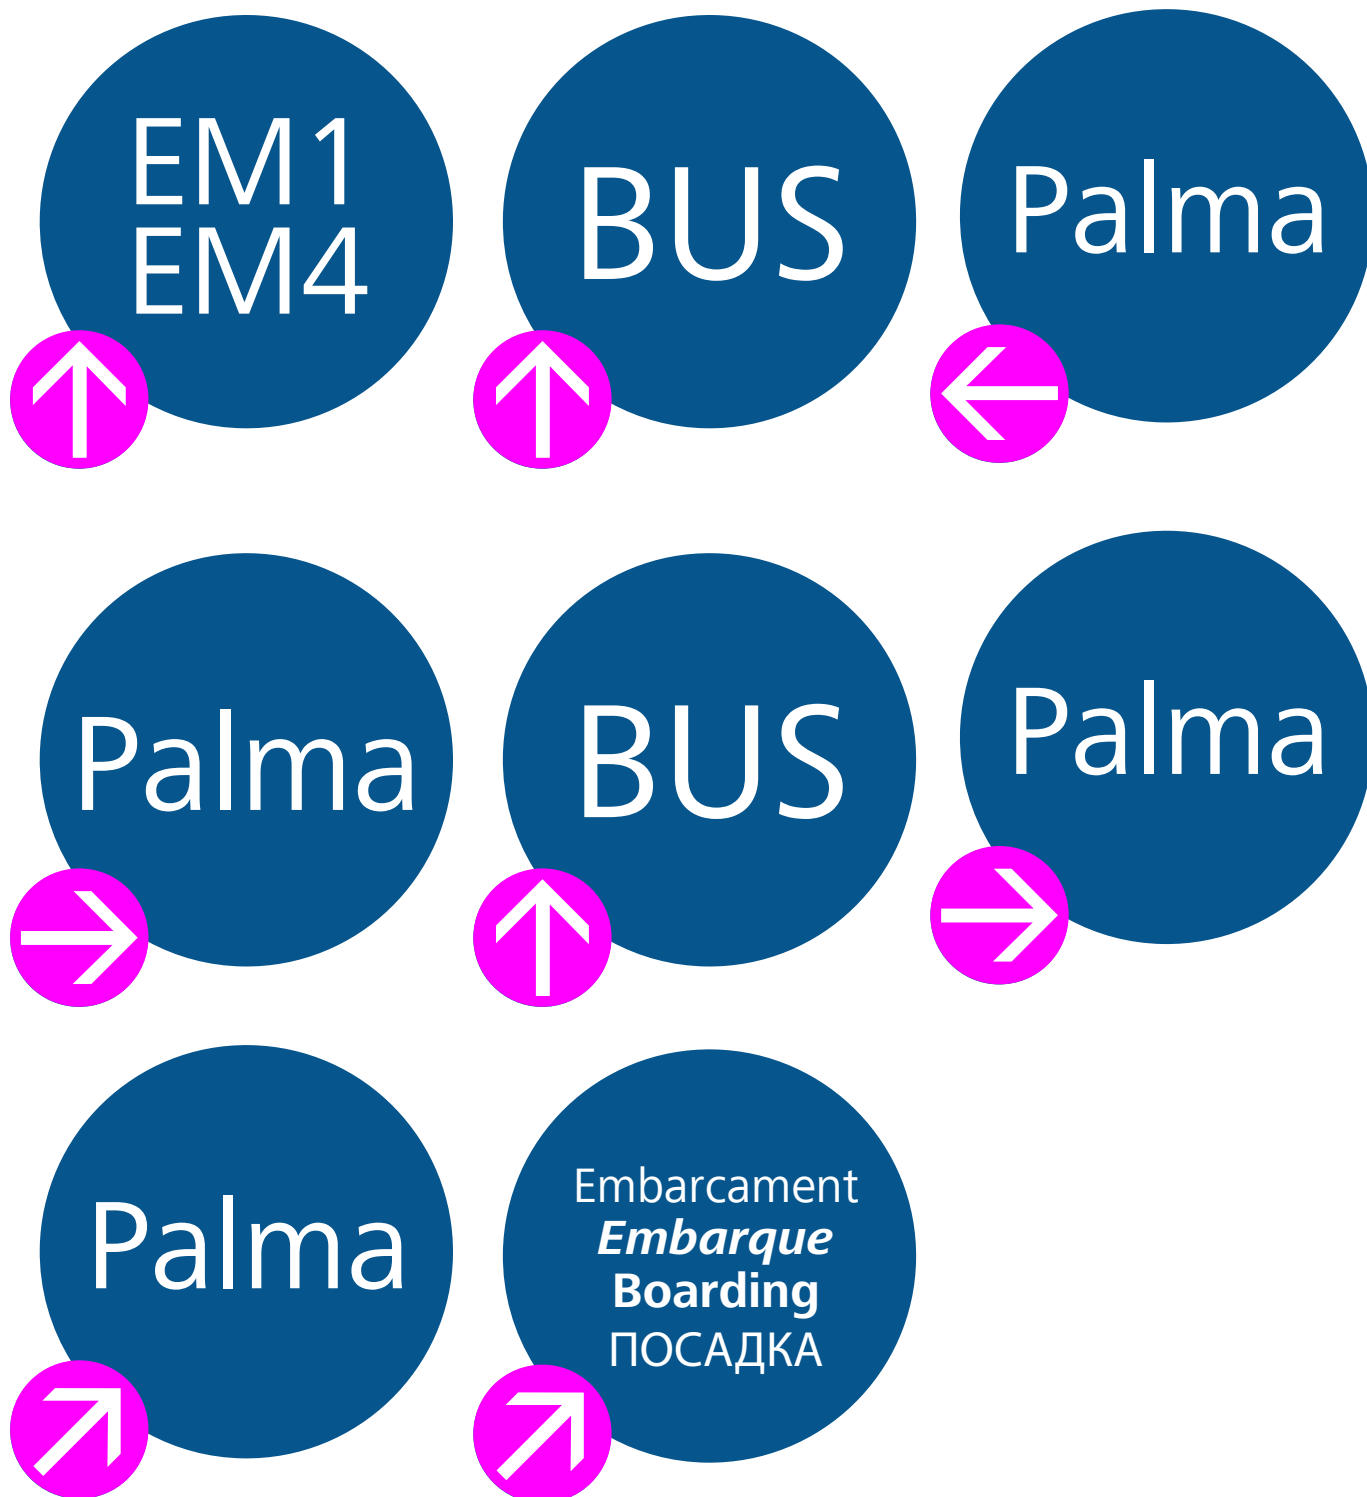 EM1
EM4
BUS
Palma
Palma
BUS
Palma
Palma
Embarcament
Embarque
Boarding
ПОСАДКА